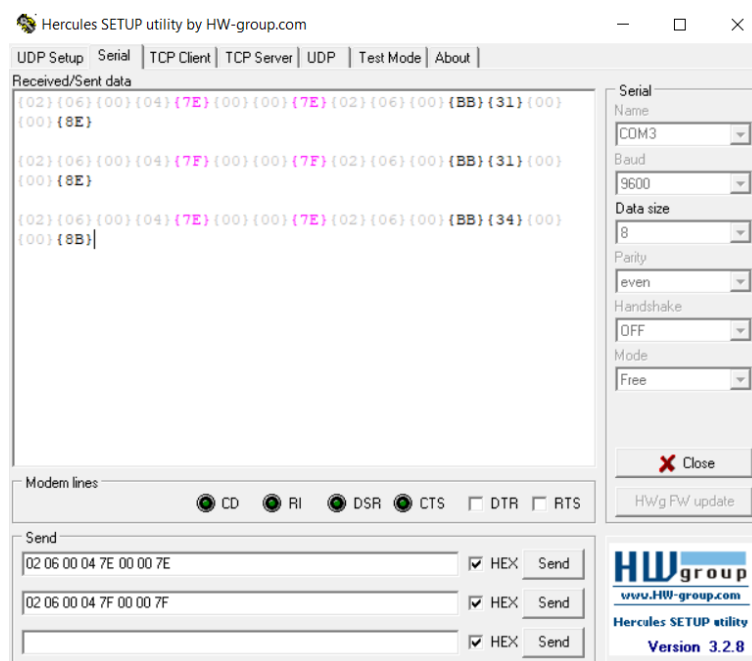 Hercules SETUP utility by HW-group.com
UDP Setup Serial TCP Client TCP Server UDP Test Mode About
Received/Sent data
{02}{06}{00}{04}{7E}{00}{00}{7E}{02}{06}{00}{BB}{31}{00}
{00}{8E}
{02}{06}{00}{04}{7F}{00}{00}{7F}{02}{06}{00}{BB}{31}{00}
{00}{8E}
{02}{06}{00}{04}{7E}{00}{00}{7E}{02}{06}{00}{BB}{34}{00}
{00}{8B}
Serial
Name
COM3
Baud
9600
Data size
8
Parity
even
Handshake
OFF
Mode
Free
Close
HWg FW update
Modem lines
CD RI DSR CTS DTR RTS
Send
02 06 00 04 7E 00 00 7E HEX Send
02 06 00 04 7F 00 00 7F HEX Send
HEX Send
HWgroup
www.HW-group.com
Hercules SETUP utility
Version 3.2.8